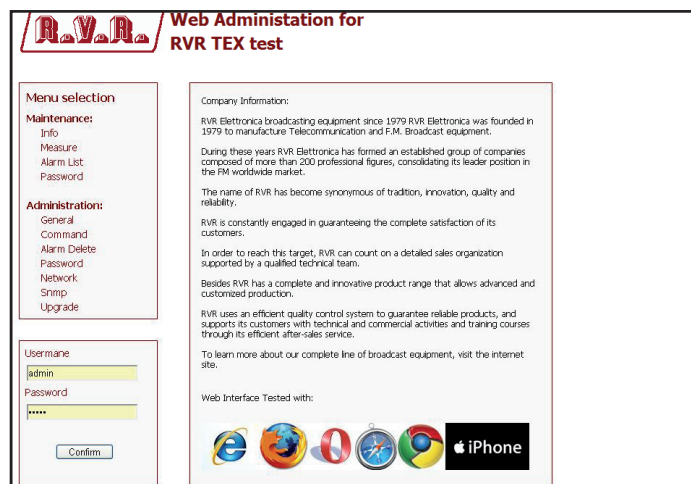 R.V.R.
Web Administation for
RVR TEX test
Menu selection
Maintenance:
Info
Measure
Alarm List
Password
Administration:
General
Command
Alarm Delete
Password
Network
Snmp
Upgrade
Usermane
admin
Password
•••••
Confirm
Company Information:
RVR Elettronica broadcasting equipment since 1979 RVR Elettronica was founded in
1979 to manufacture Telecommunication and F.M. Broadcast equipment.
During these years RVR Elettronica has formed an established group of companies
composed of more than 200 professional figures, consolidating its leader position in
the FM worldwide market.
The name of RVR has become synonymous of tradition, innovation, quality and
reliability.
RVR is constantly engaged in guaranteeing the complete satisfaction of its
customers.
In order to reach this target, RVR can count on a detailed sales organization
supported by a qualified technical team.
Besides RVR has a complete and innovative product range that allows advanced and
customized production.
RVR uses an efficient quality control system to guarantee reliable products, and
supports its customers with technical and commercial activities and training courses
through its efficient after-sales service.
To learn more about our complete line of broadcast equipment, visit the internet
site.
Web Interface Tested with:
iPhone